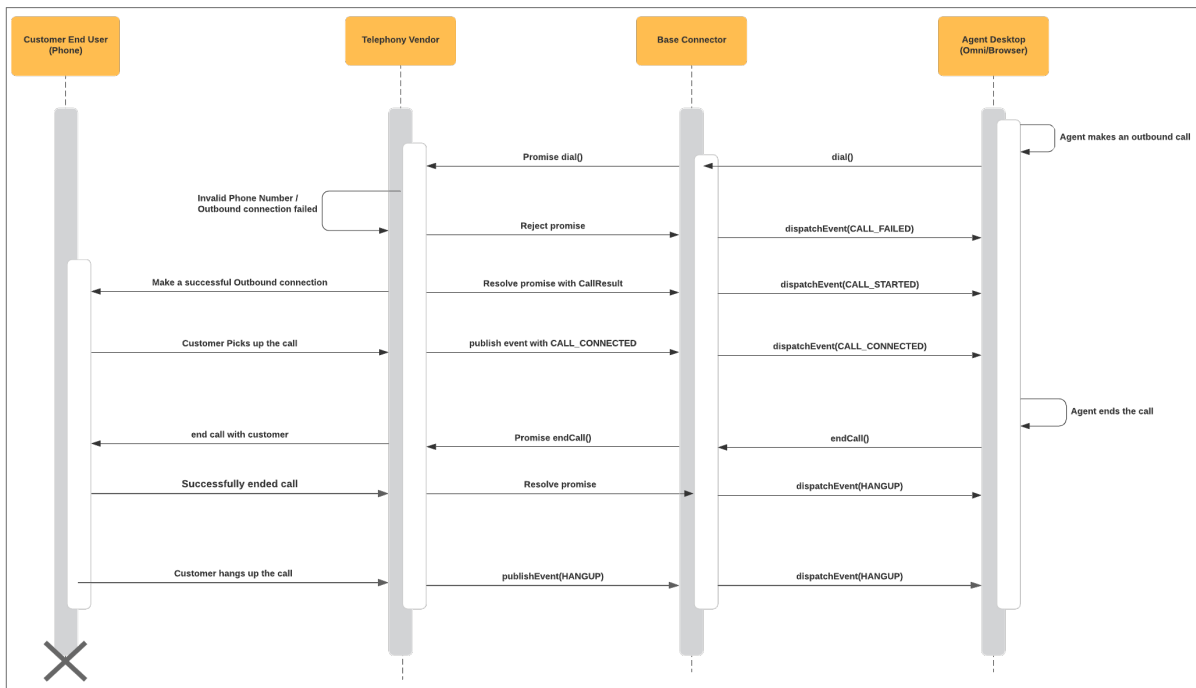 Customer End User
(Phone)
Telephony Vendor
Base Connector
Agent Desktop
(Omni/Browser)
Agent makes an outbound call
Promise dial()
dial()
Invalid Phone Number /
Outbound connection failed
Reject promise
dispatchEvent(CALL_FAILED)
Make a successful Outbound connection
Resolve promise with CallResult
dispatchEvent(CALL_STARTED)
Customer Picks up the call
publish event with CALL_CONNECTED
dispatchEvent(CALL_CONNECTED)
Agent ends the call
end call with customer
Promise endCall()
endCall()
Successfully ended call
Resolve promise
dispatchEvent(HANGUP)
Customer hangs up the call
publishEvent(HANGUP)
dispatchEvent(HANGUP)